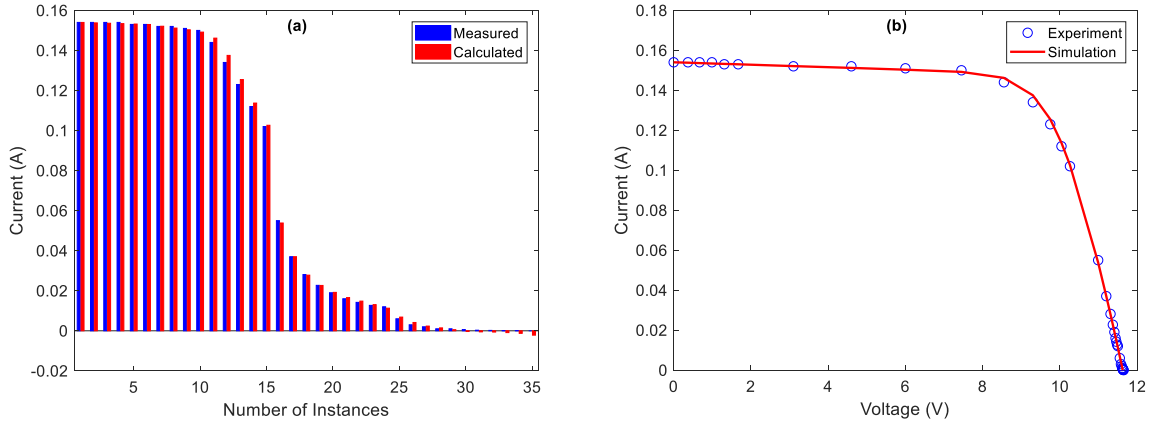 (a)
Measured
Calculated
0.16
0.14
0.12
0.1
0.08
0.06
0.04
0.02
0
-0.02
Current (A)
5 10 15 20 25 30 35
Number of Instances
(b)
Experiment
Simulation
0.18
0.16
0.14
0.12
0.1
0.08
0.06
0.04
0.02
0
Current (A)
0 2 4 6 8 10 12
Voltage (V)